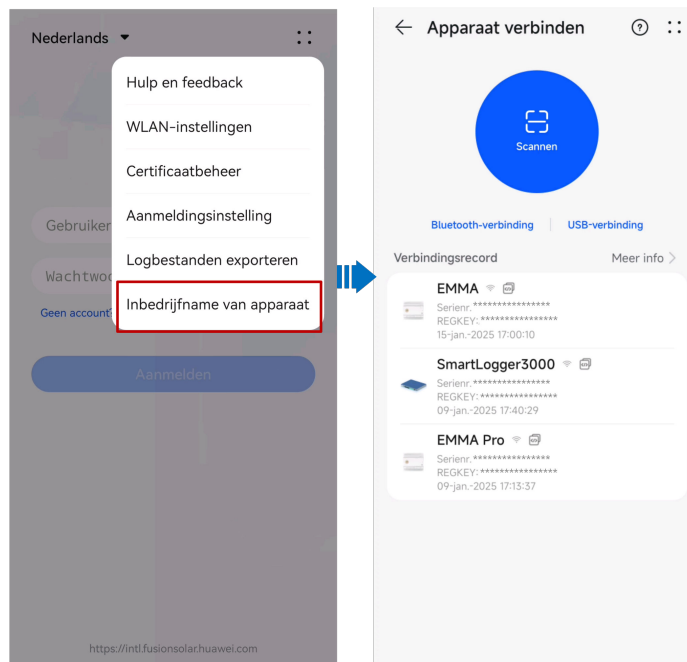 Nederlands
Hulp en feedback
WLAN-instellingen
Certificaatbeheer
Aanmeldingsinstelling
Logbestanden exporteren
Inbedrijfname van apparaat
Gebruiker
Wachtwoo
Geen account?
Aanmelden
https://intl.fusionsolar.huawei.com
Apparaat verbinden
Scannen
Bluetooth-verbinding USB-verbinding
Verbindingsrecord Meer info
EMMA
Serienr.****************
REGKEY:****************
15-jan.-2025 17:00:10
SmartLogger3000
Serienr.****************
REGKEY:****************
09-jan.-2025 17:40:29
EMMA Pro
Serienr.****************
REGKEY:****************
09-jan.-2025 17:13:37